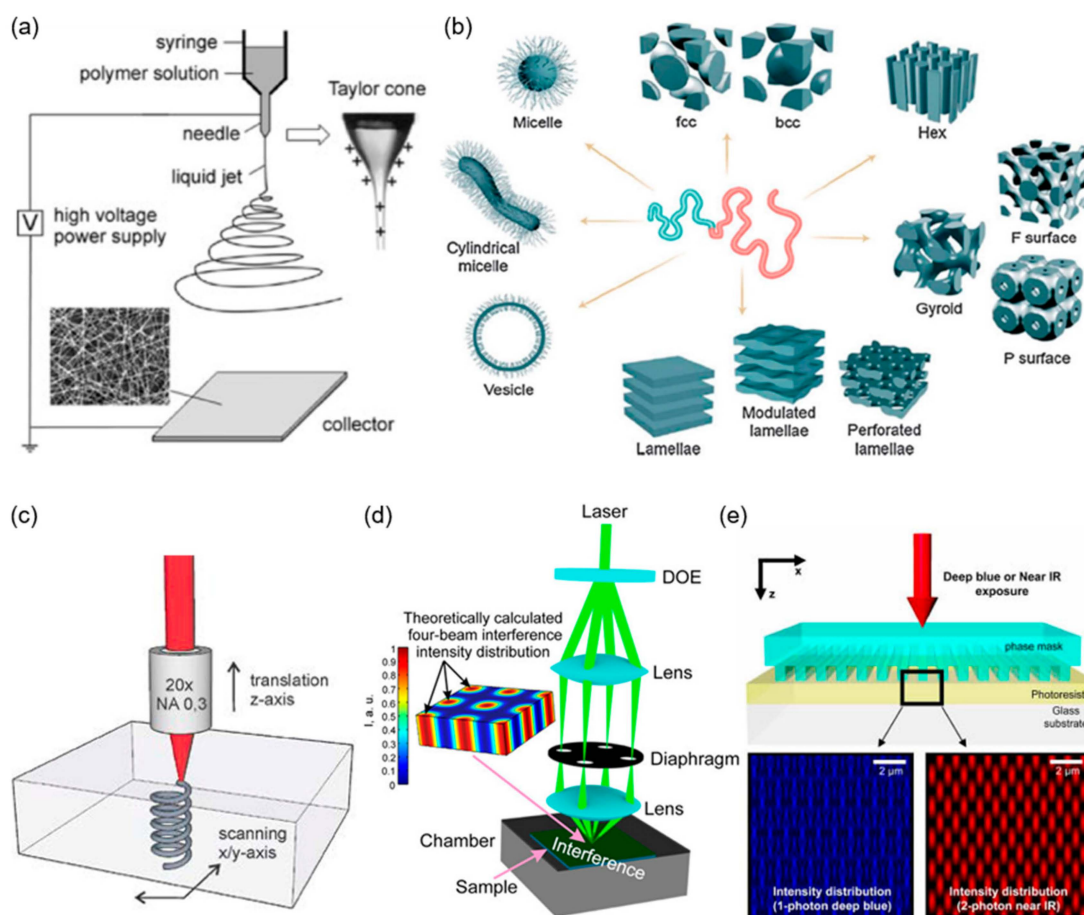 (a)
syringe
polymer solution
needle
liquid jet
V
high voltage
power supply
Taylor cone
+ + + + + + + + +
collector
(b)
Micelle
fcc
bcc
Hex
Cylindrical
micelle
F surface
Gyrold
P surface
Vesicle
Lamellae
Modulated
lamellae
Perforated
lamellae
(c)
20x
NA 0,3
translation
z-axis
scanning
x/y-axis
(d)
Laser
DOE
Theoretically calculated
four-beam interference
intensity distribution
I, a. u.
1
0.9
0.8
0.7
0.6
0.5
0.4
0.3
0.2
0.1
0
Lens
Diaphragm
Lens
Chamber
Interference
Sample
(e)
x
z
Deep blue or Near IR
exposure
phase mask
Photoresist
Glass
substrate
2 μm
Intensity distribution
(1-photon deep blue)
2 μm
Intensity distribution
(2-photon near IR)